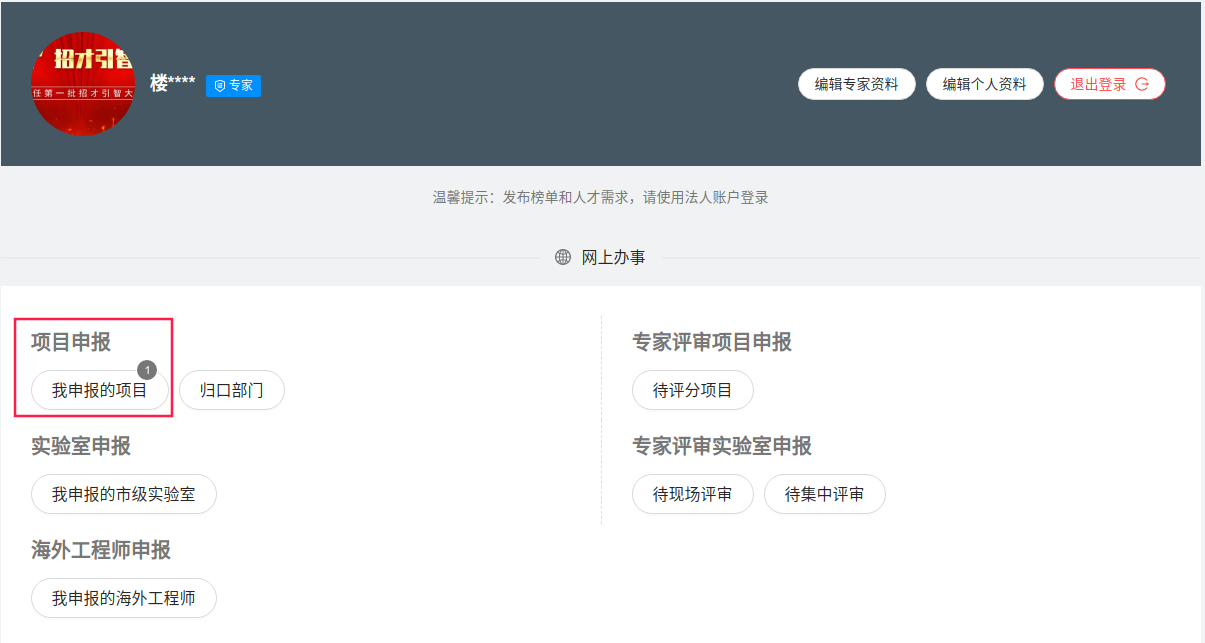 招才引智
任第一批招才引智大
楼**** 专家
编辑专家资料 编辑个人资料 退出登录
温馨提示：发布榜单和人才需求，请使用法人账户登录
网上办事
项目申报
1
我申报的项目 归口部门
实验室申报
我申报的市级实验室
海外工程师申报
我申报的海外工程师
专家评审项目申报
待评分项目
专家评审实验室申报
待现场评审 待集中评审